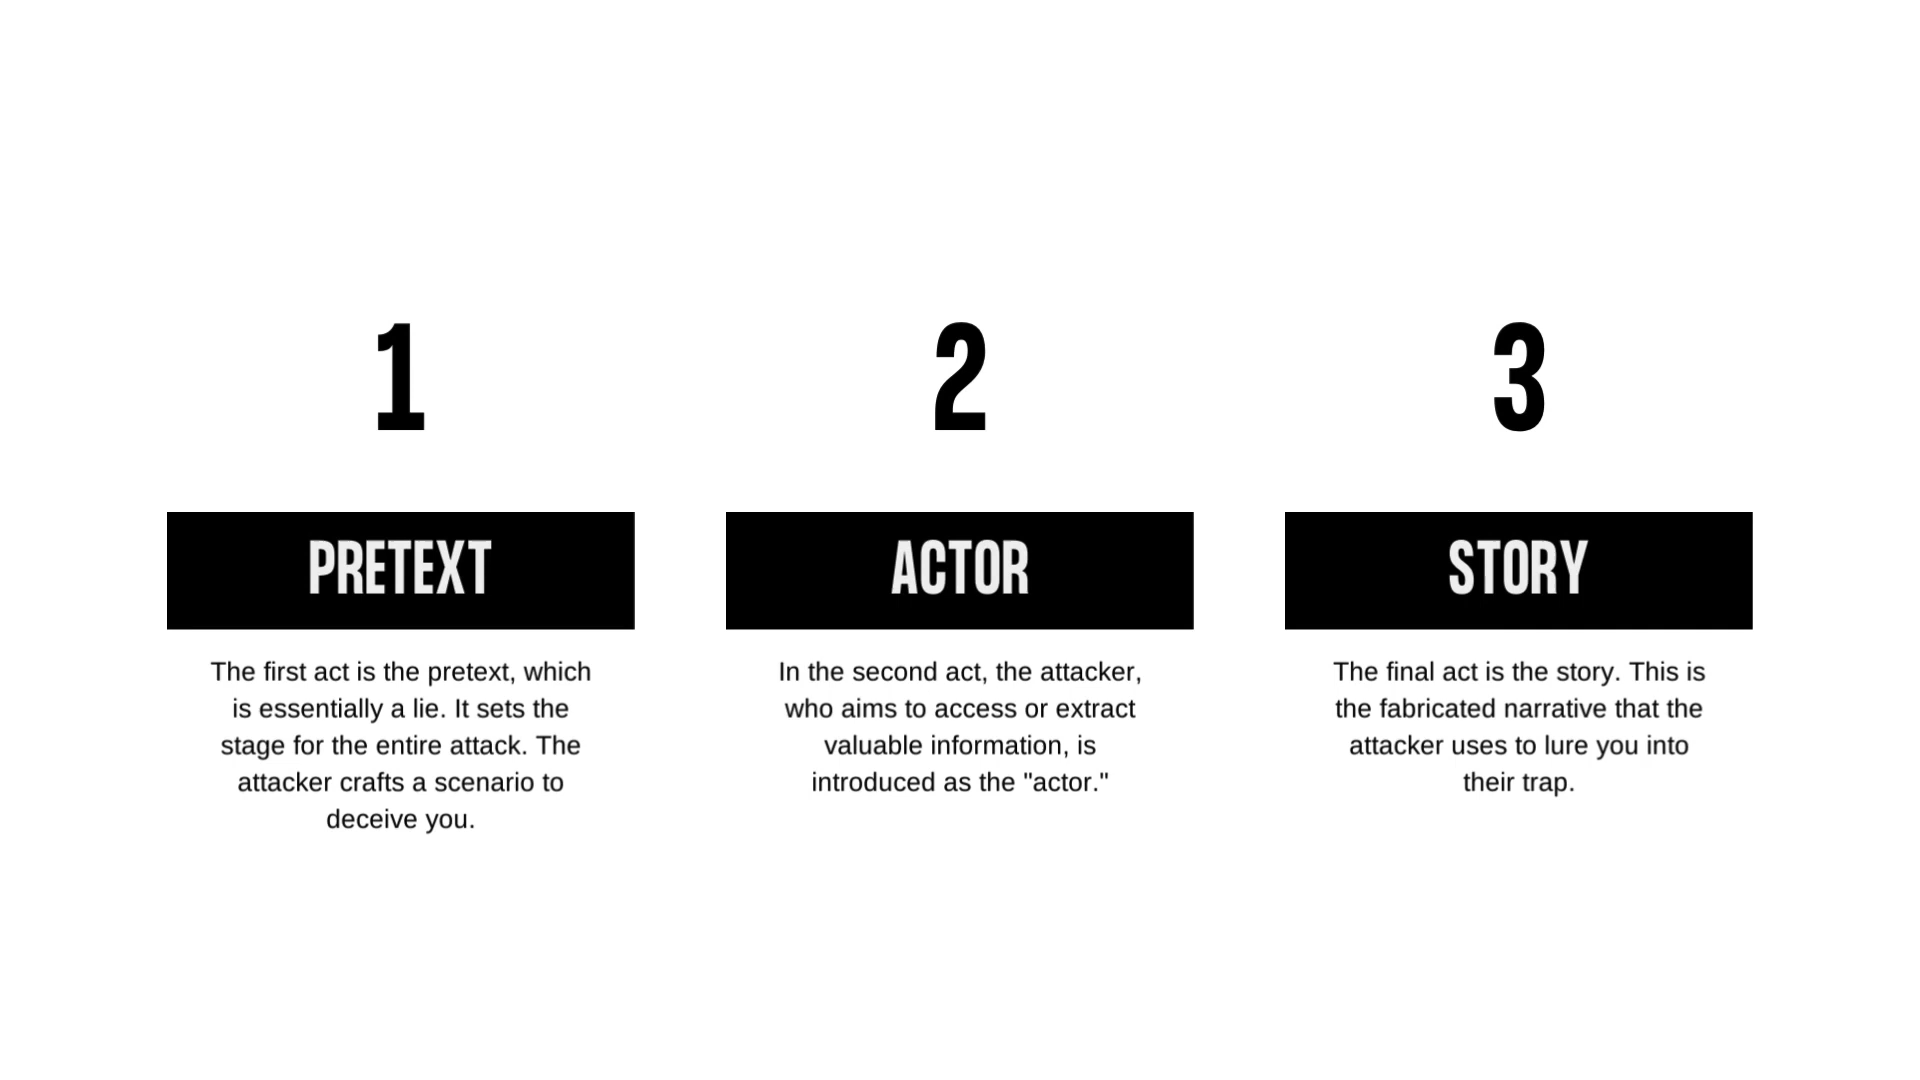 1
PRETEXT
The first act is the pretext, which
is essentially a lie. It sets the
stage for the entire attack. The
attacker crafts a scenario to
deceive you.
2
ACTOR
In the second act, the attacker,
who aims to access or extract
valuable information, is
introduced as the "actor."
3
STORY
The final act is the story. This is
the fabricated narrative that the
attacker uses to lure you into
their trap.